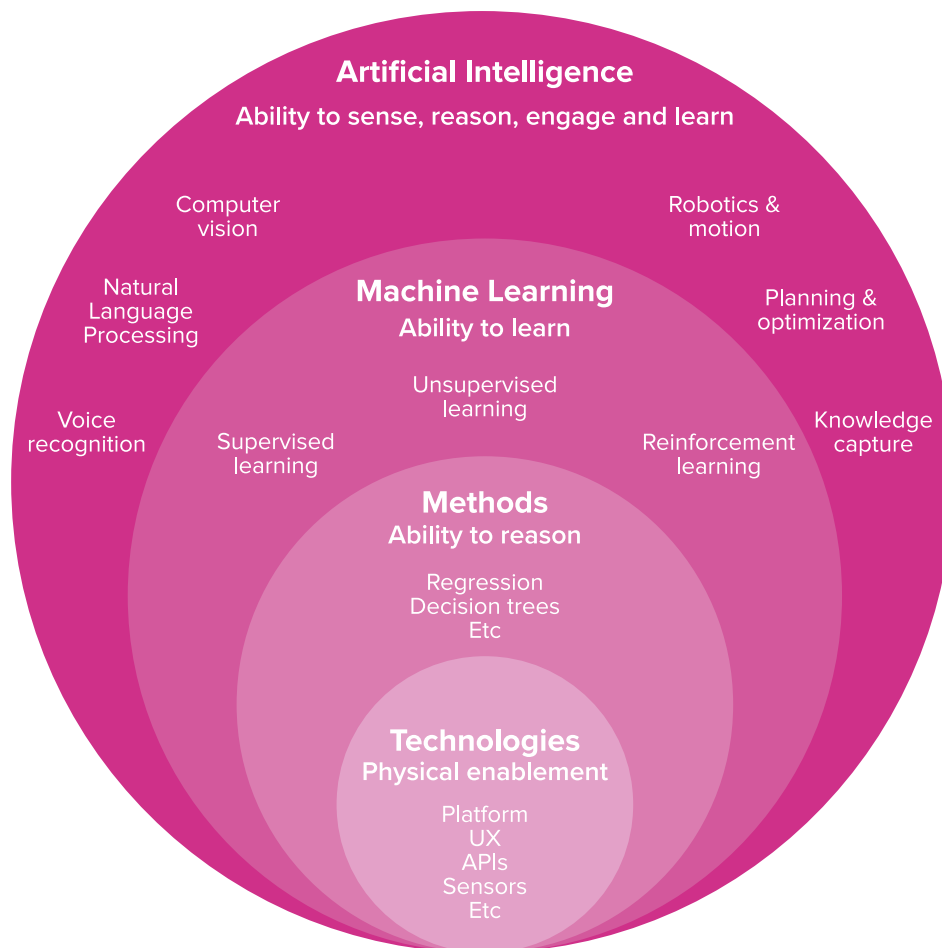 Artificial Intelligence
Ability to sense, reason, engage and learn
Computer
vision
Robotics &
motion
Natural
Language
Processing
Planning &
optimization
Voice
recognition
Knowledge
capture
Machine Learning
Ability to learn
Unsupervised
learning
Supervised
learning
Reinforcement
learning
Methods
Ability to reason
Regression
Decision trees
Etc
Technologies
Physical enablement
Platform
UX
APIs
Sensors
Etc